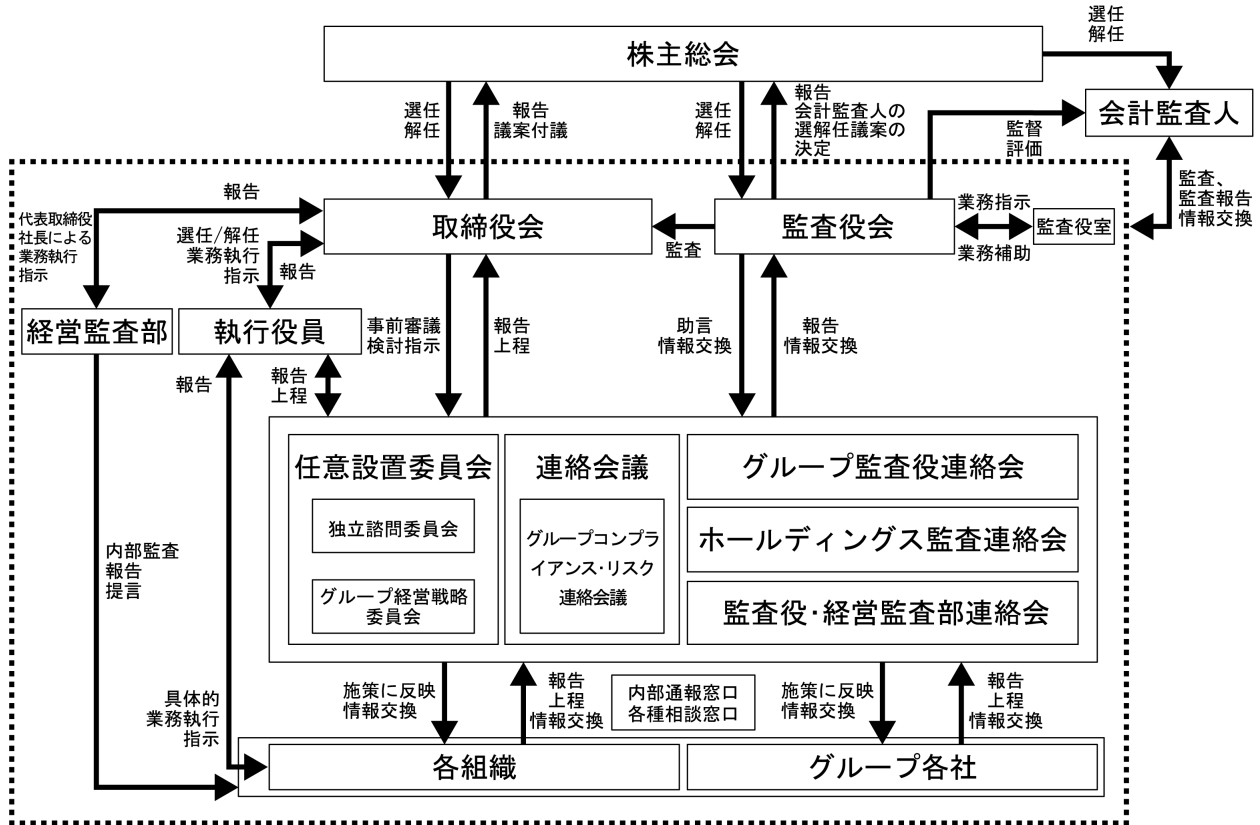 株主総会
選任
解任
会計監査人
選任
解任
報告
議案付議
選任
解任
報告
会計監査人の
選解任議案の
決定
監督
評価
監査、
監査報告
情報交換
報告
代表取締役
社長による
業務執行
指示
取締役会
監査
監査役会
業務指示
業務補助
監査役室
選任/解任
業務執行
指示
報告
経営監査部
執行役員
事前審議
検討指示
報告
上程
助言
情報交換
報告
情報交換
報告
報告
上程
任意設置委員会
独立諮問委員会
グループ経営戦略
委員会
連絡会議
グループコンプラ
イアンス・リスク
連絡会議
グループ監査役連絡会
ホールディングス監査連絡会
監査役・経営監査部連絡会
内部監査
報告
提言
具体的
業務執行
指示
施策に反映
情報交換
報告
上程
情報交換
内部通報窓口
各種相談窓口
施策に反映
情報交換
報告
上程
情報交換
各組織
グループ各社